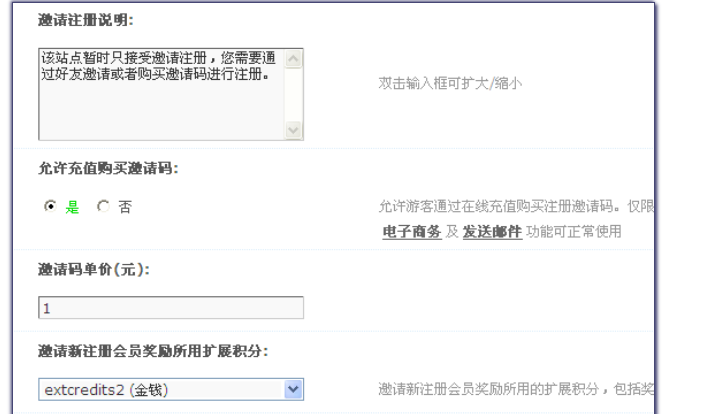 邀请注册说明:
该站点暂时只接受邀请注册，您需要通
过好友邀请或者购买邀请码进行注册。
双击输入框可扩大/缩小
允许充值购买邀请码:
是 否
允许游客通过在线充值购买注册邀请码。仅限
电子商务 及 发送邮件 功能可正常使用
邀请码单价(元):
1
邀请新注册会员奖励所用扩展积分:
extcredits2 (金钱)
邀请新注册会员奖励所用的扩展积分，包括奖